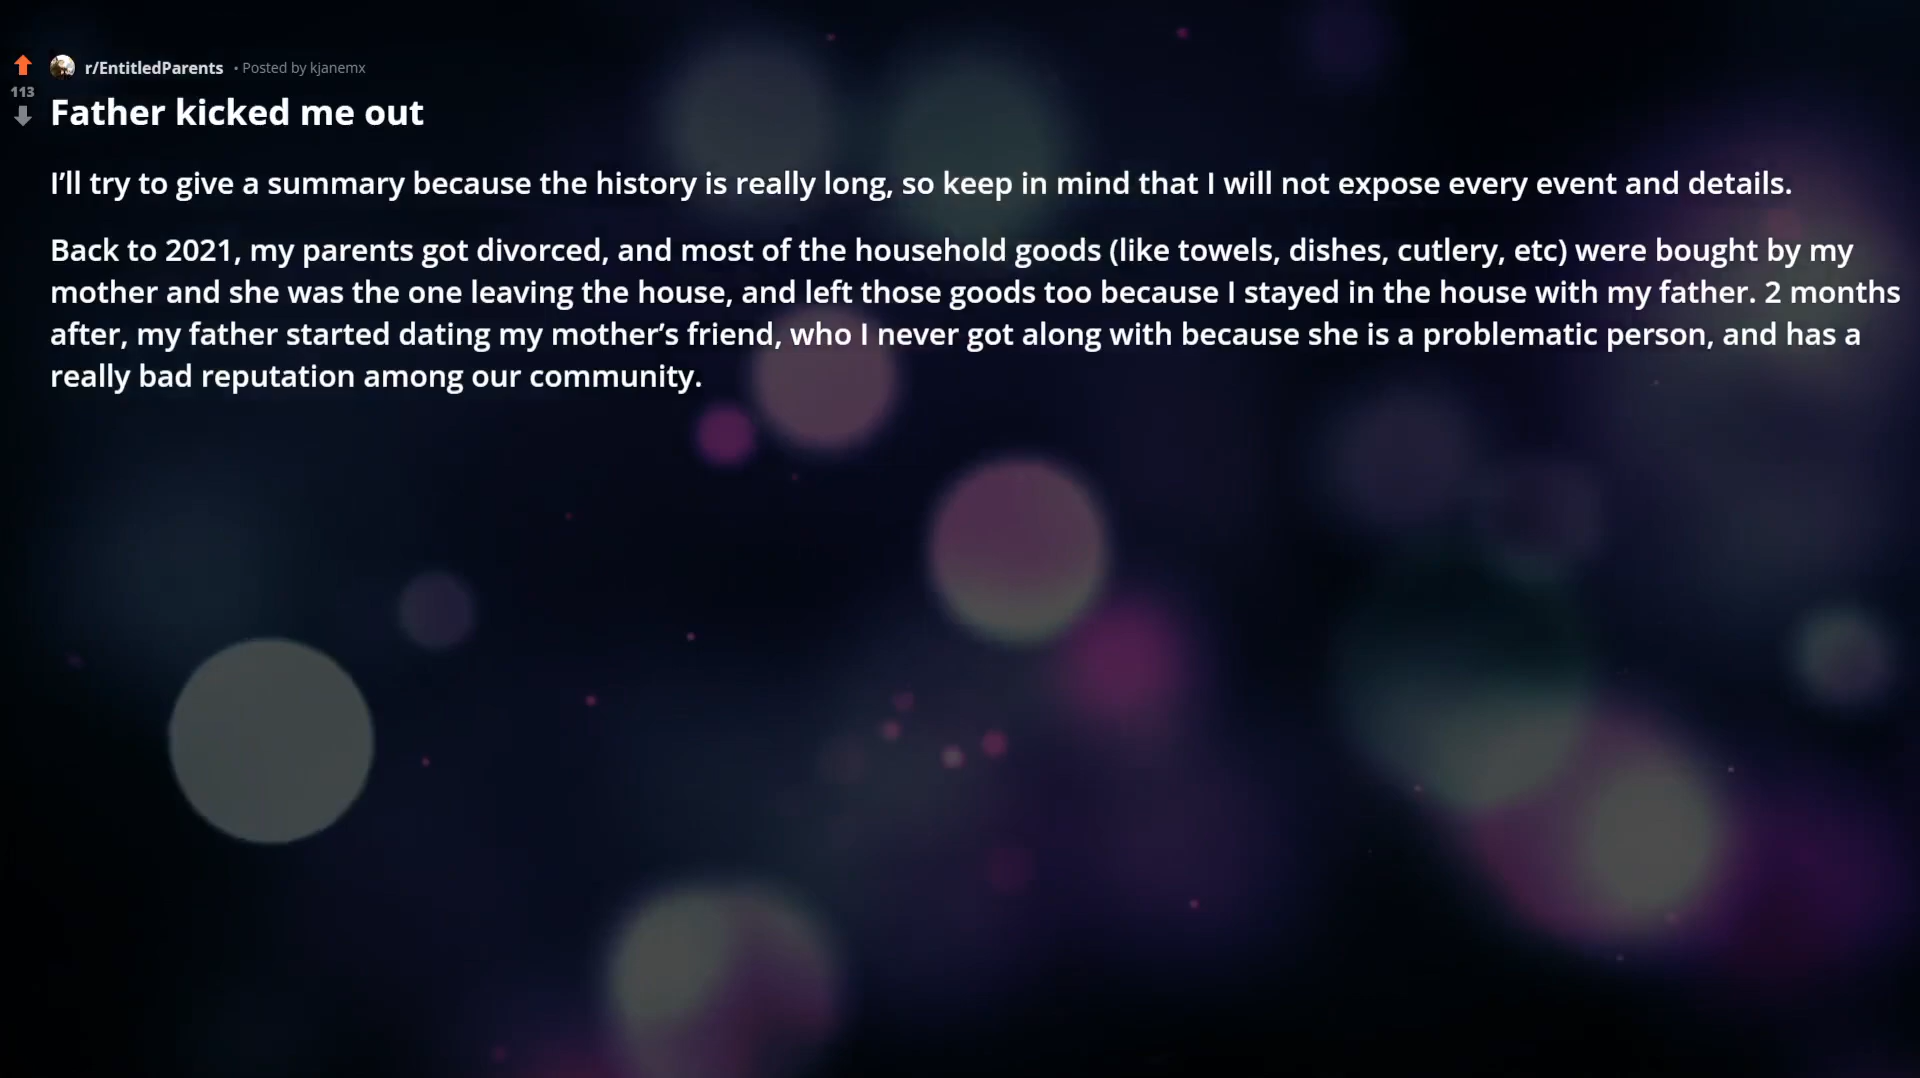 r/EntitledParents • Posted by kjanemx
113
Father kicked me out
I’ll try to give a summary because the history is really long, so keep in mind that I will not expose every event and details.
Back to 2021, my parents got divorced, and most of the household goods (like towels, dishes, cutlery, etc) were bought by my
mother and she was the one leaving the house, and left those goods too because I stayed in the house with my father. 2 months
after, my father started dating my mother’s friend, who I never got along with because she is a problematic person, and has a
really bad reputation among our community.